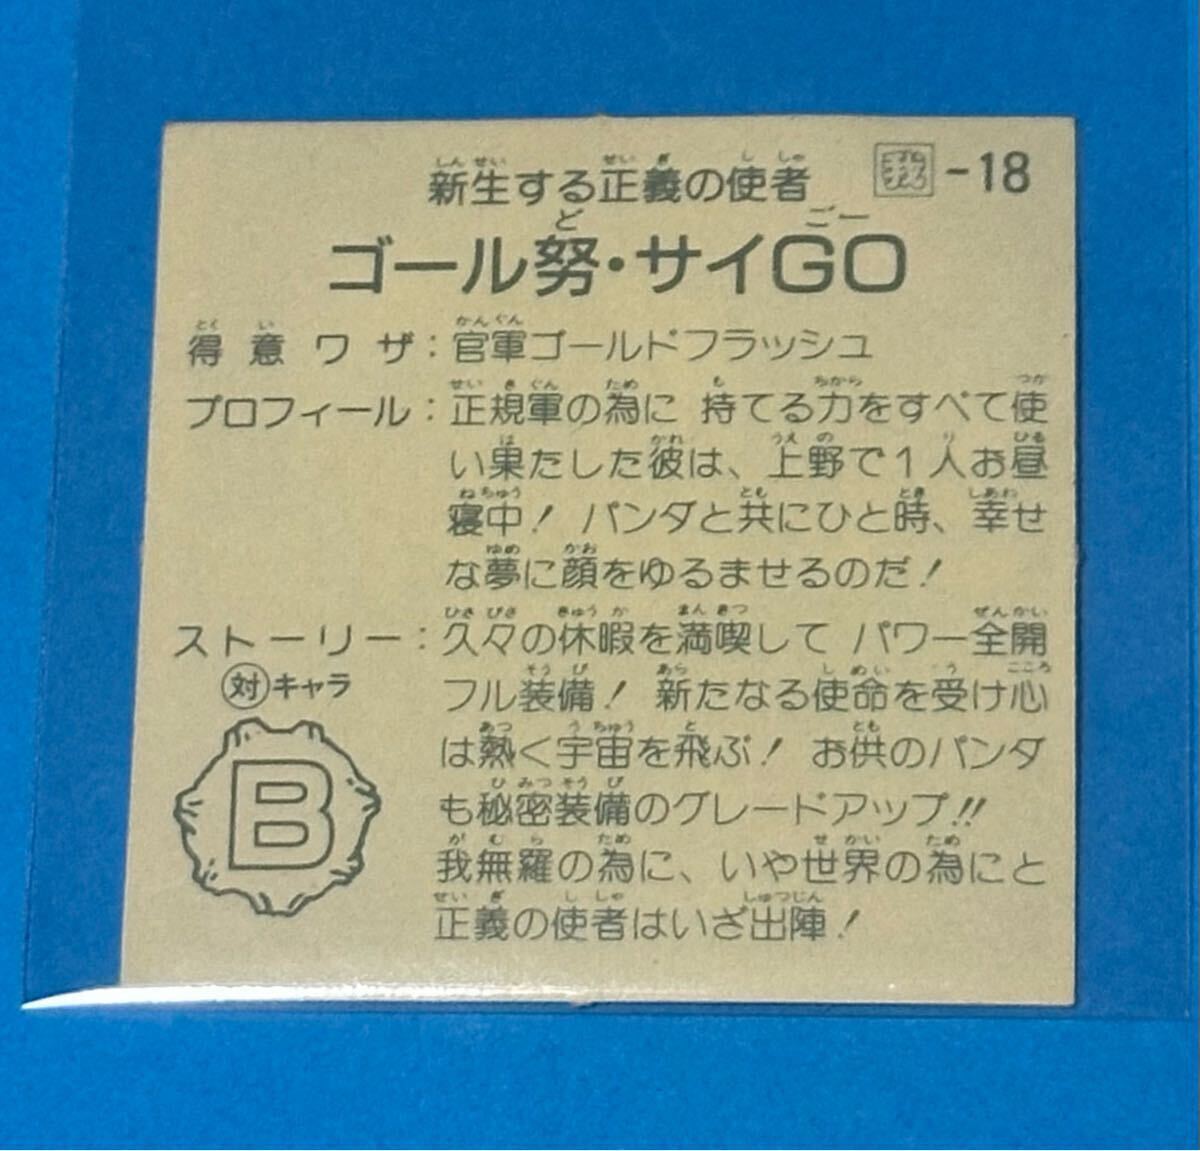 新生する正義の使者
我 -18
ゴール努・サイGO
得意ワザ：官軍ゴールドフラッシュ
プロフィール：正規軍の為に 持てる力をすべて使
い果たした彼は、上野で1人お昼
寝中！ パンダと共にひと時、幸せ
な夢に顔をゆるませるのだ！
ストーリー：久々の休暇を満喫して パワー全開
フル装備！ 新たなる使命を受け心
は熱く宇宙を飛ぶ！ お供のパンダ
も秘密装備のグレードアップ!!
我無羅の為に、いや世界の為にと
正義の使者はいざ出陣！
対キャラ
B